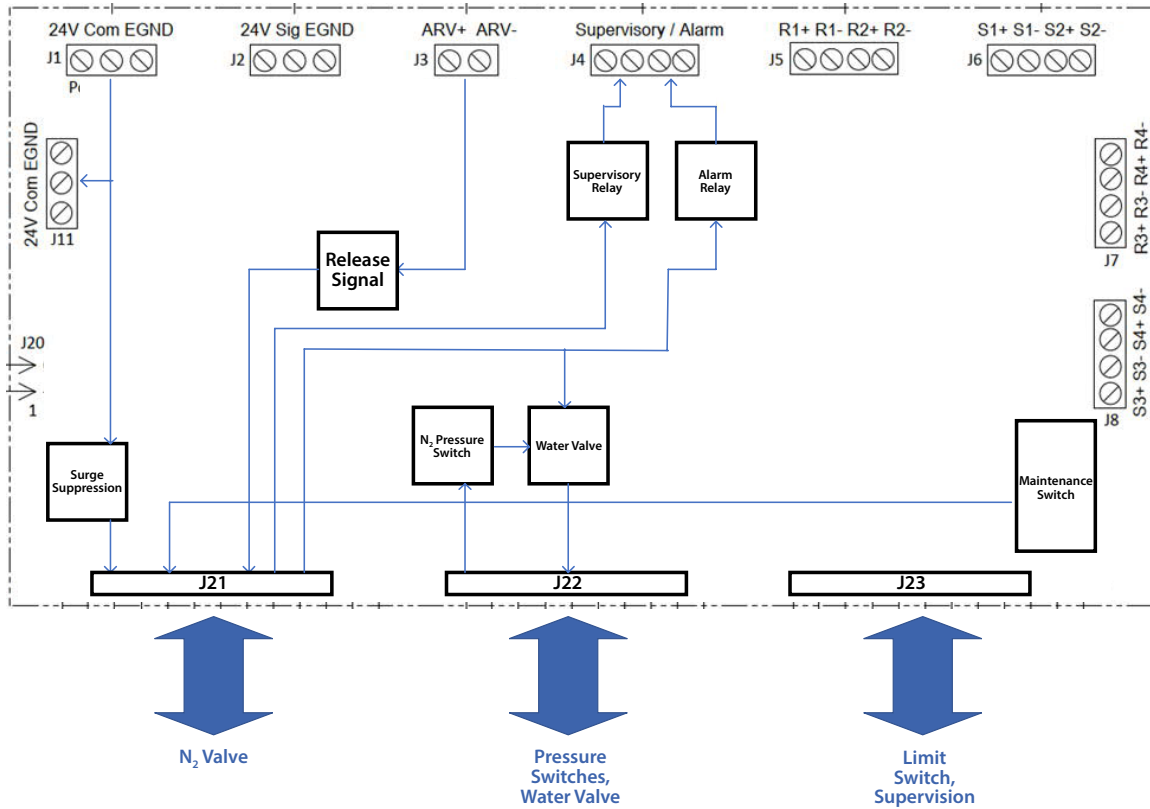 24V Com EGND
24V Sig EGND
ARV+ ARV-
Supervisory / Alarm
R1+ R1- R2+ R2-
S1+ S1- S2+ S2-
J1
J2
J3
J4
J5
J6
24V Com EGND
J11
Supervisory
Relay
Alarm
Relay
R3+ R3- R4+ R4-
J7
Release
Signal
J20
1
S3+ S3- S4+ S4-
J8
N₂ Pressure
Switch
Water Valve
Surge
Suppression
Maintenance
Switch
J21
J22
J23
N₂ Valve
Pressure
Switches,
Water Valve
Limit
Switch,
Supervision